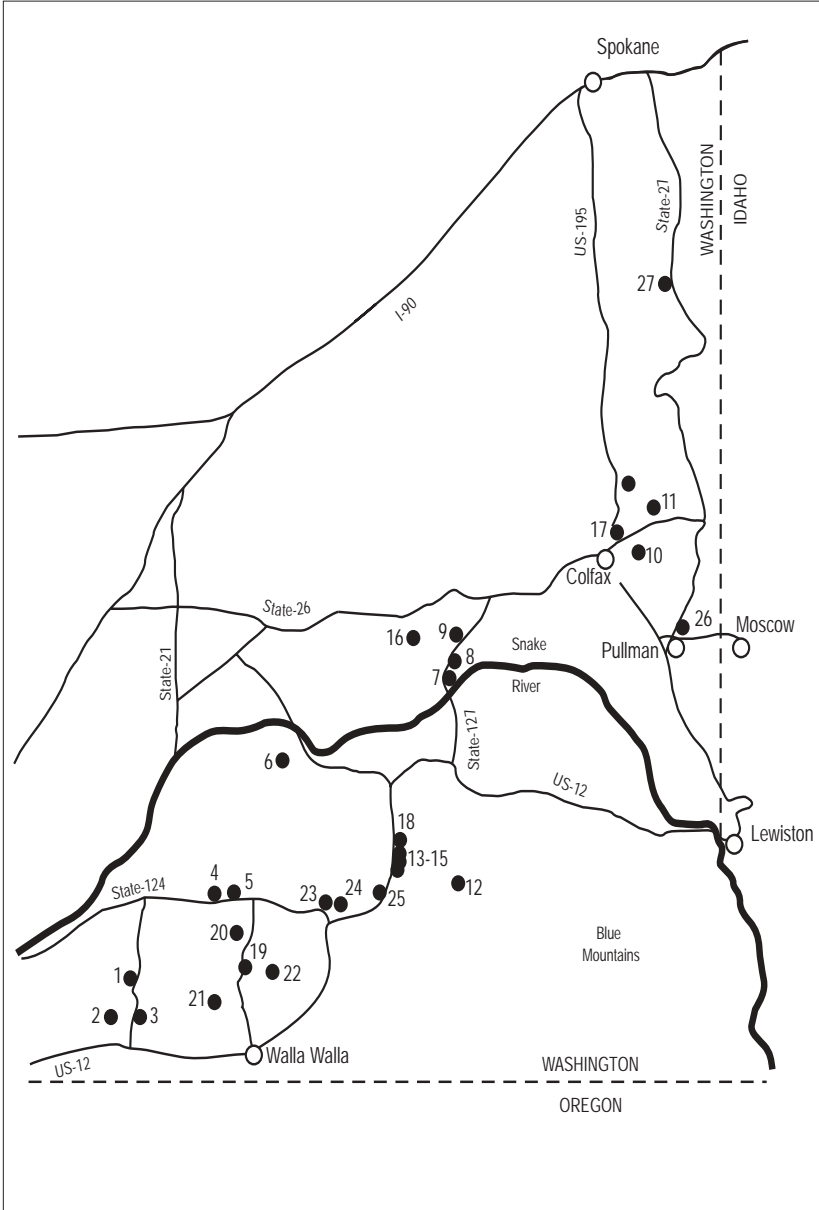 Spokane
WASHINGTON
IDAHO
State-27
US-195
27
I-90
11
17
10
Colfax
State-26
16
9
26
Moscow
Pullman
8
Snake
River
7
State-21
State-127
6
US-12
18
Lewiston
13-15
12
4
5
State-124
23
24
25
20
Blue
Mountains
19
22
1
21
2
3
Walla Walla
US-12
WASHINGTON
OREGON